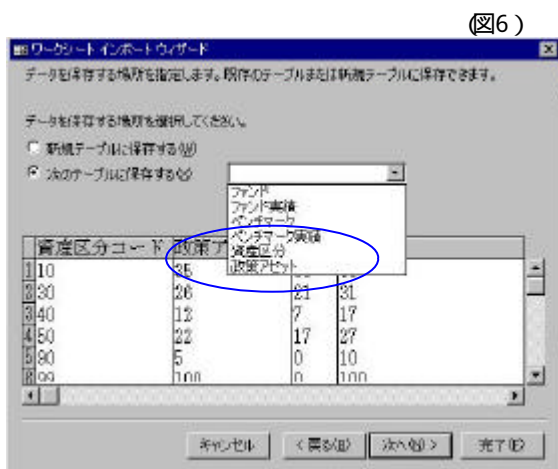 (図6)
ワークシート インポート ウィザード
データを保存する場所を指定します。既存のテーブルまたは新規テーブルに保存できます。
データを保存する場所を選択してください。
新規テーブルに保存する(W)
次のテーブルに保存する(X)
ファンド
ファンド実績
ベンチマーク
ベンチマーク実績
資産区分
政策アセット
資産区分コード 政策ア
1 10 35
2 30 26 21 31
3 40 12 7 17
4 50 22 17 27
5 90 5 0 10
6 99 100 0 100
キャンセル < 戻る(B) 次へ(N) > 完了(F)